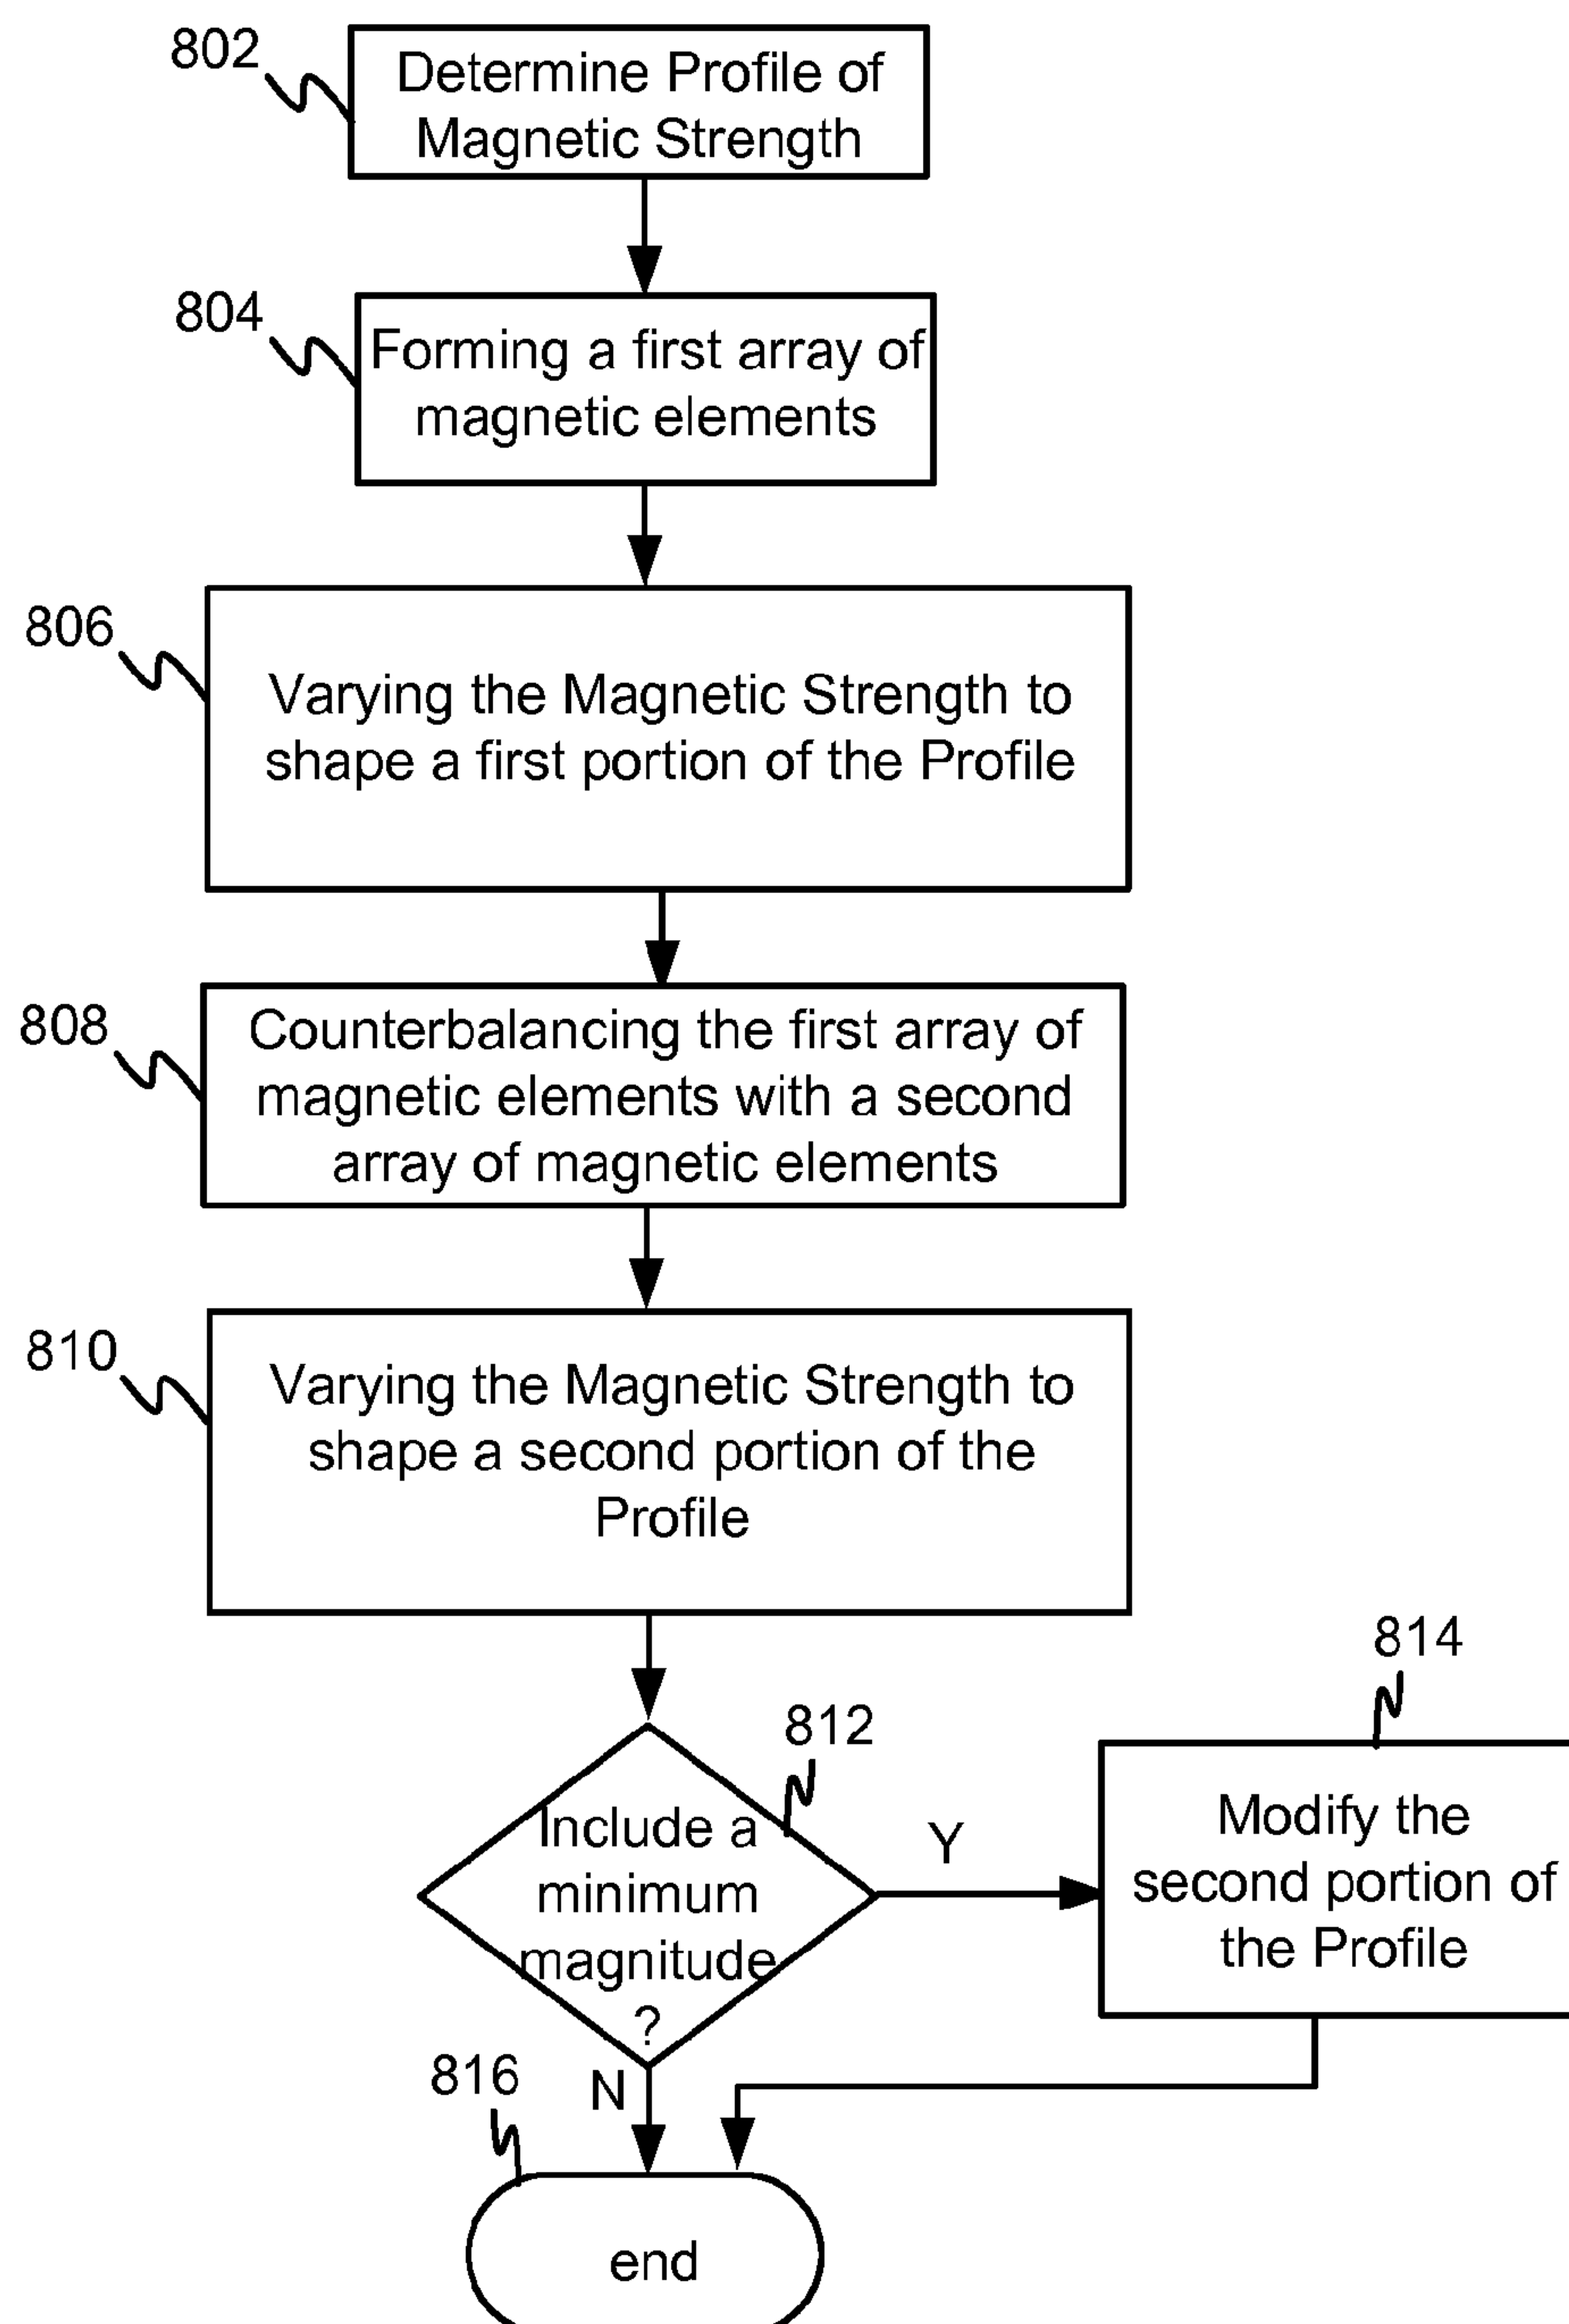 802
Determine Profile of
Magnetic Strength
804
Forming a first array of
magnetic elements
806
Varying the Magnetic Strength to
shape a first portion of the Profile
808
Counterbalancing the first array of
magnetic elements with a second
array of magnetic elements
810
Varying the Magnetic Strength to
shape a second portion of the
Profile
812
Include a
minimum
magnitude
?
Y
814
Modify the
second portion of
the Profile
N
816
end